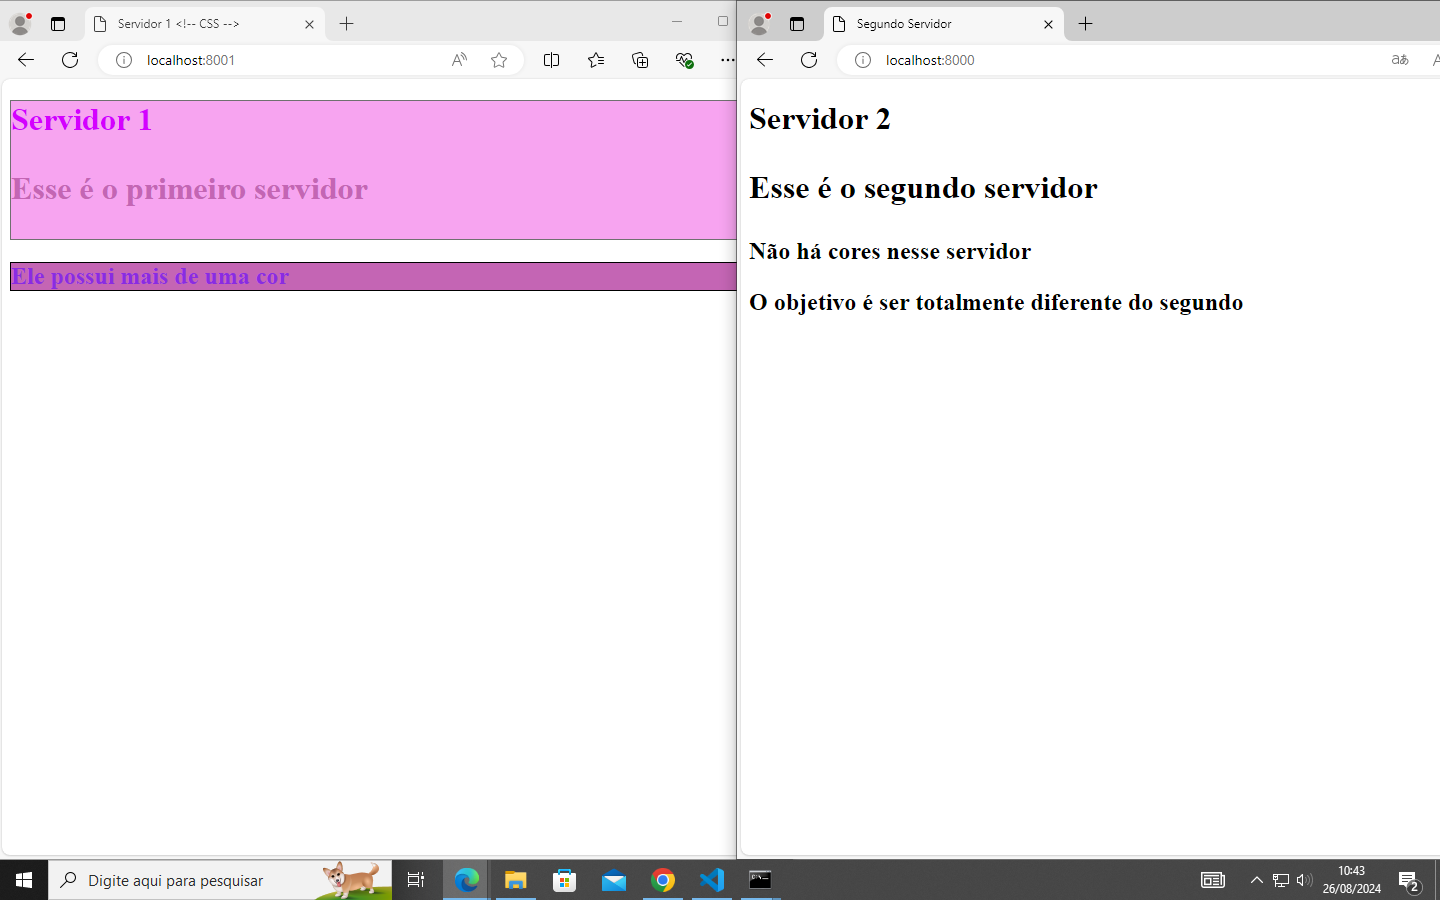 Servidor 1 <!-- CSS -->
localhost:8001
Servidor 1
Esse é o primeiro servidor
Ele possui mais de uma cor
Segundo Servidor
localhost:8000
Servidor 2
Esse é o segundo servidor
Não há cores nesse servidor
O objetivo é ser totalmente diferente do segundo
Digite aqui para pesquisar
10:43
26/08/2024
2